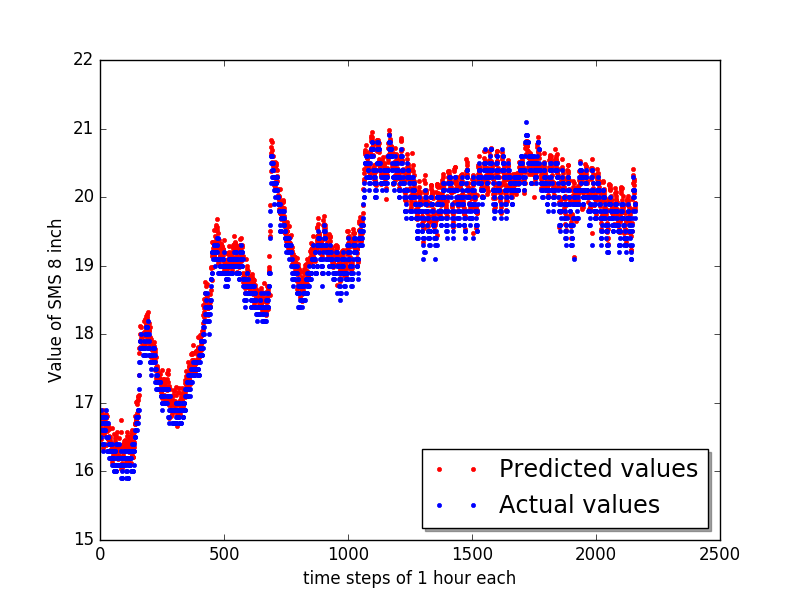 22
21
20
19
18
17
16
15
Value of SMS 8 inch
Predicted values
Actual values
0 500 1000 1500 2000 2500
time steps of 1 hour each